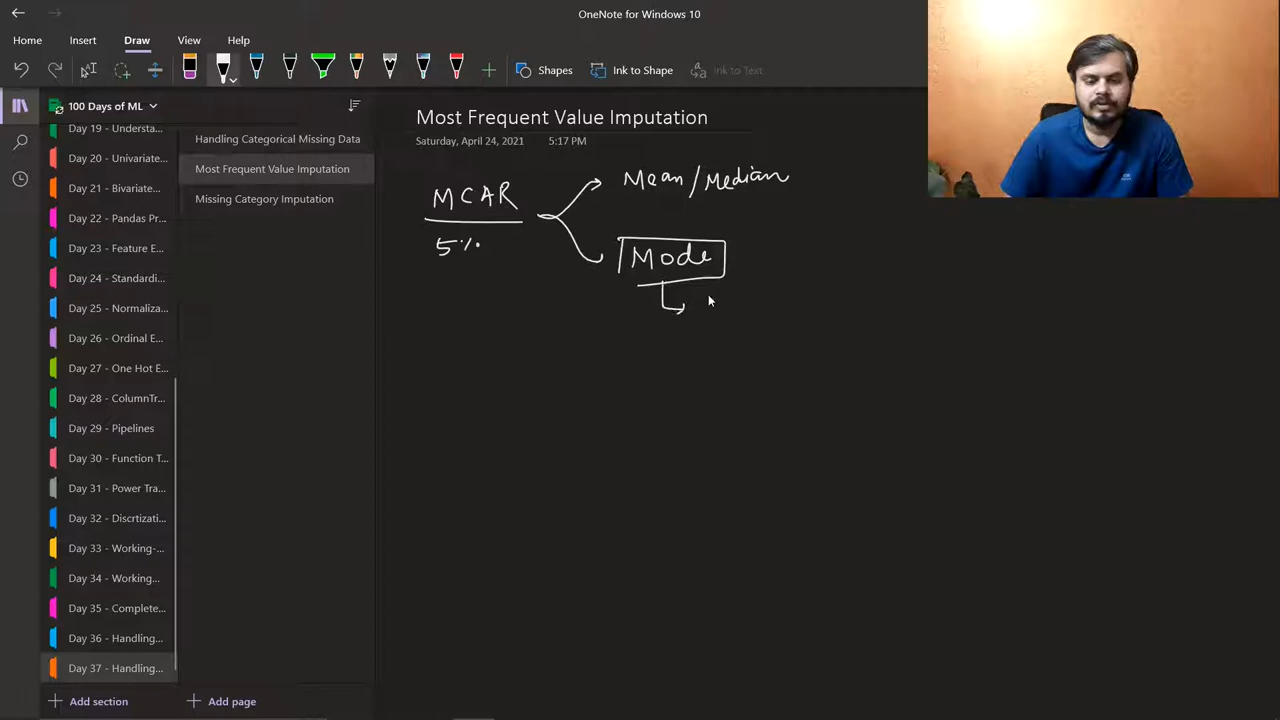 OneNote for Windows 10
Home Insert Draw View Help
Shapes Ink to Shape Ink to Text
100 Days of ML
Day 19 - Understa...
Day 20 - Univariate...
Day 21 - Bivariate...
Day 22 - Pandas Pr...
Day 23 - Feature E...
Day 24 - Standardi...
Day 25 - Normaliza...
Day 26 - Ordinal E...
Day 27 - One Hot E...
Day 28 - ColumnTr...
Day 29 - Pipelines
Day 30 - Function T...
Day 31 - Power Tra...
Day 32 - Discrtizati...
Day 33 - Working-...
Day 34 - Working...
Day 35 - Complete...
Day 36 - Handling...
Day 37 - Handling...
Add section
Handling Categorical Missing Data
Most Frequent Value Imputation
Missing Category Imputation
Add page
Most Frequent Value Imputation
Saturday, April 24, 2021 5:17 PM
MCAR
5%
Mean/Median
Mode